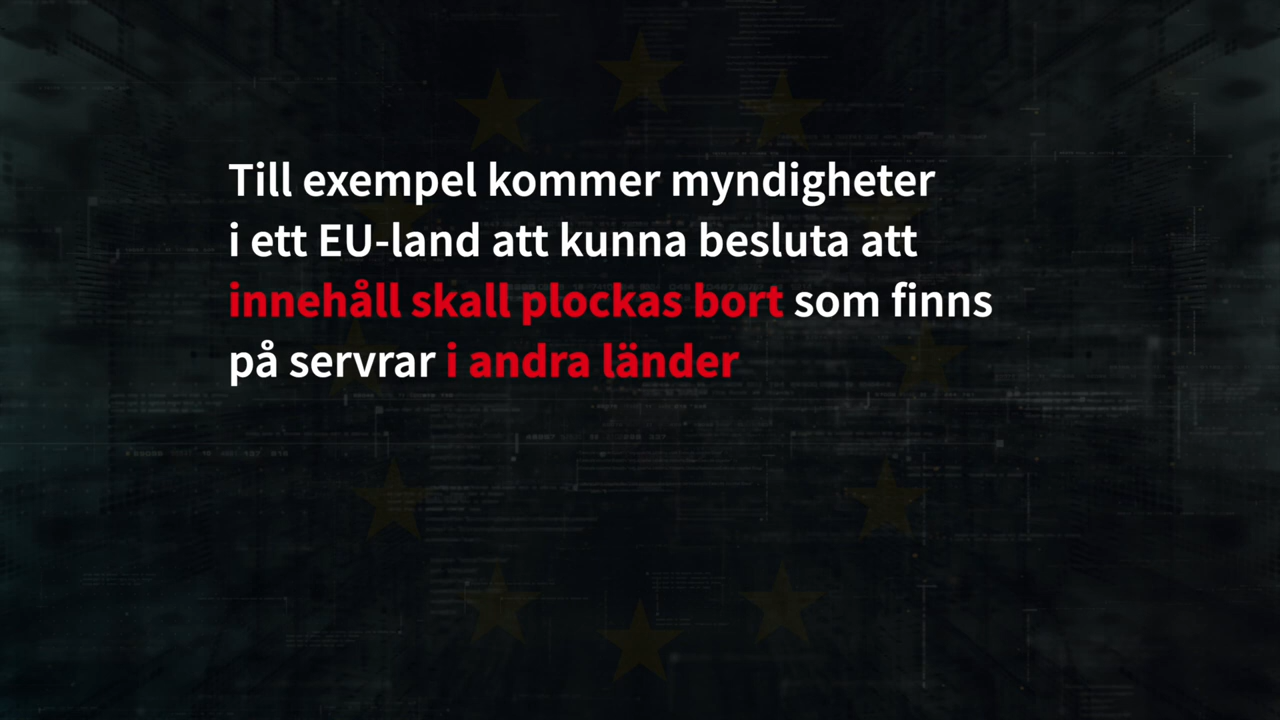 Till exempel kommer myndigheter
i ett EU-land att kunna besluta att
innehåll skall plockas bort som finns
på servrar i andra länder